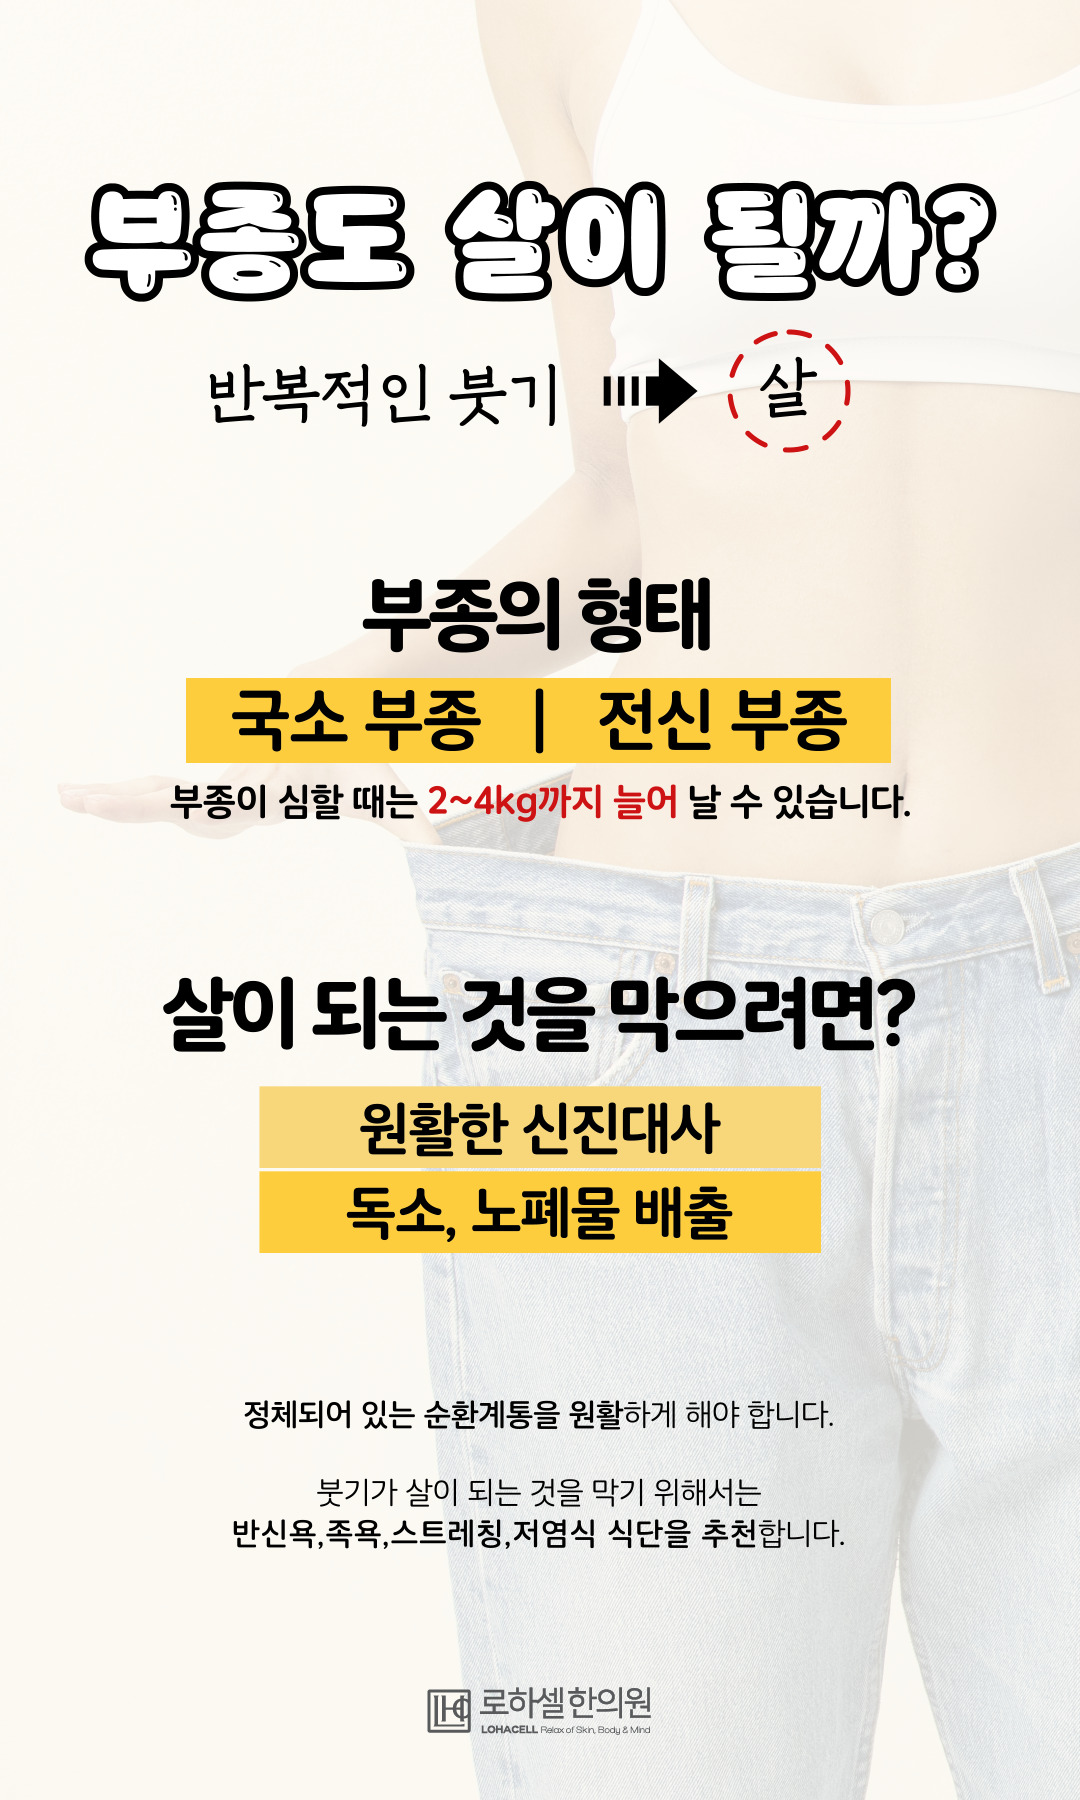 부종도 살이 될까?
반복적인 붓기 살
부종의 형태
국소 부종 | 전신 부종
부종이 심할 때는 2~4kg까지 늘어 날 수 있습니다.
살이 되는 것을 막으려면?
원활한 신진대사
독소, 노폐물 배출
정체되어 있는 순환계통을 원활하게 해야 합니다.
붓기가 살이 되는 것을 막기 위해서는
반신욕,족욕,스트레칭,저염식 식단을 추천합니다.
LHC 로하셀한의원
LOHACELL Relax of Skin, Body & Mind